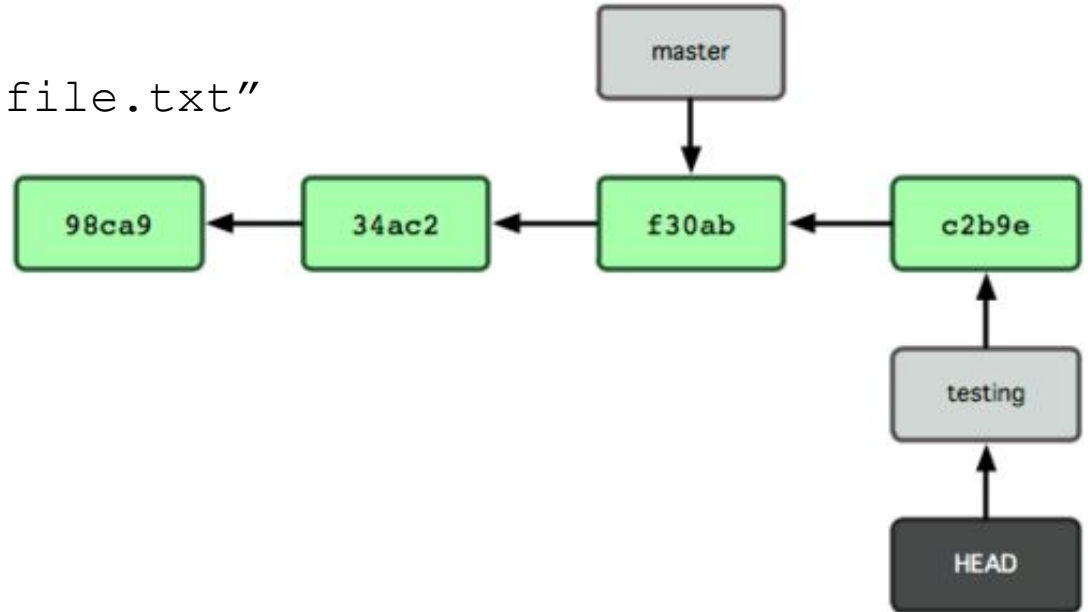 master
file.txt”
98ca9 34ac2 f30ab c2b9e
testing
HEAD